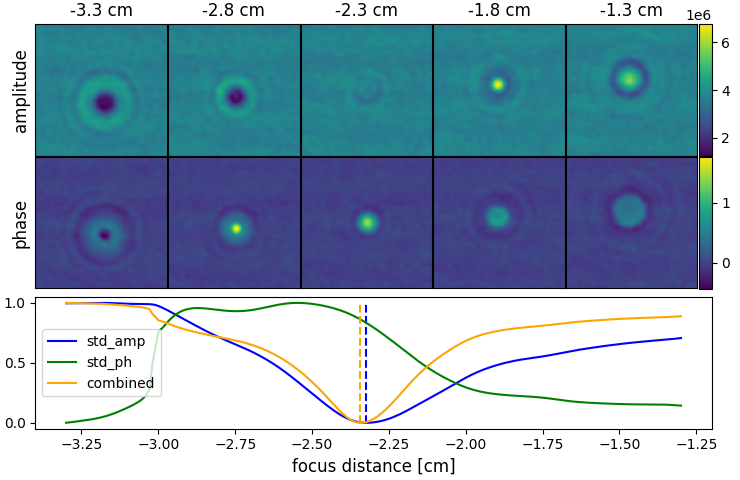 -3.3 cm -2.8 cm -2.3 cm -1.8 cm -1.3 cm
1e6
amplitude
6
4
2
phase
1
0
1.0
0.5
0.0
std_amp
std_ph
combined
−3.25 −3.00 −2.75 −2.50 −2.25 −2.00 −1.75 −1.50 −1.25
focus distance [cm]